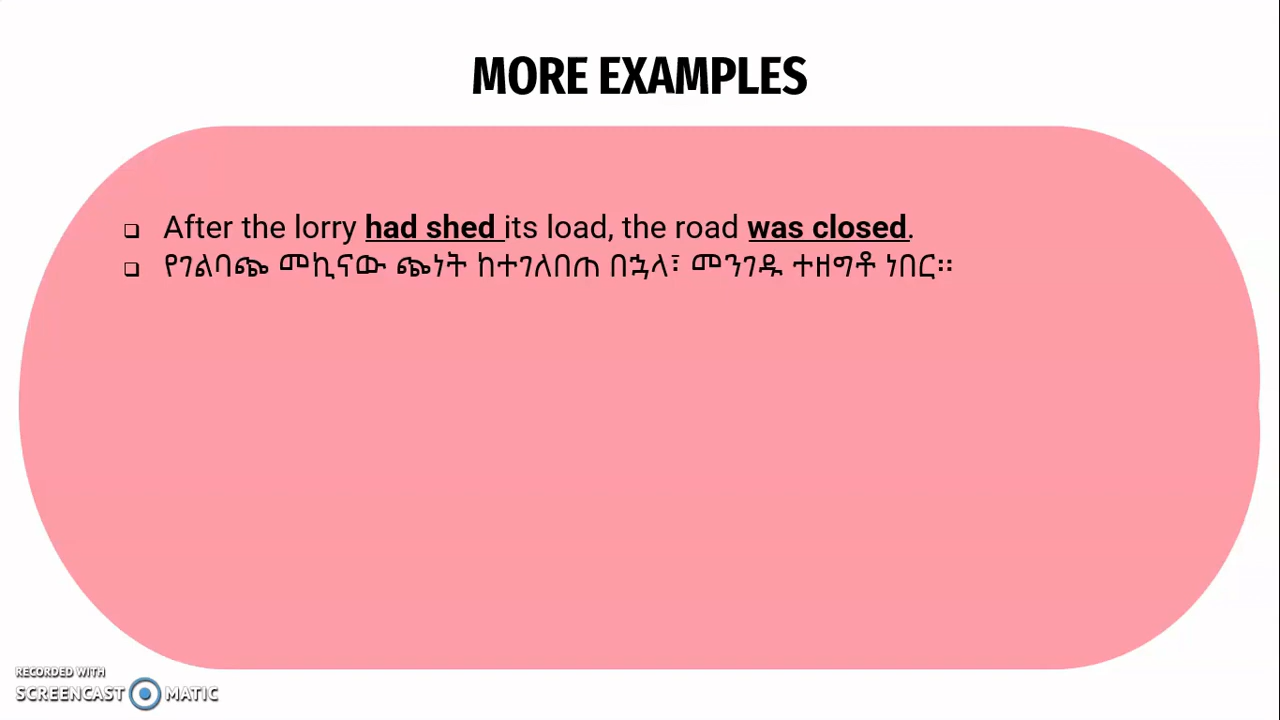 MORE EXAMPLES
❑ After the lorry had shed its load, the road was closed.
❑ የገልባጭ መኪናው ጭነት ከተገለበጠ በኋላ፣ መንገዱ ተዘግቶ ነበር።
RECORDED WITH
SCREENCAST MATIC